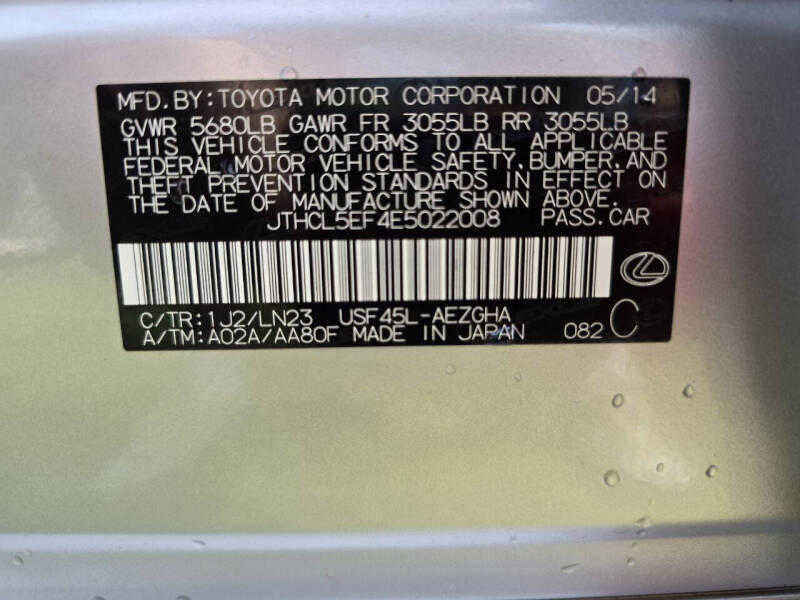 MFD.BY:TOYOTA MOTOR CORPORATION 05/14
GVWR 5680LB GAWR FR 3055LB RR 3055LB
THIS VEHICLE CONFORMS TO ALL APPLICABLE
FEDERAL MOTOR VEHICLE SAFETY,BUMPER,AND
THEFT PREVENTION STANDARDS IN EFFECT ON
THE DATE OF MANUFACTURE SHOWN ABOVE.
JTHCL5EF4E5022008 PASS.CAR
C/TR:1J2/LN23 USF45L-AEZGHA
A/TM:A02A/AA80F MADE IN JAPAN 082 C